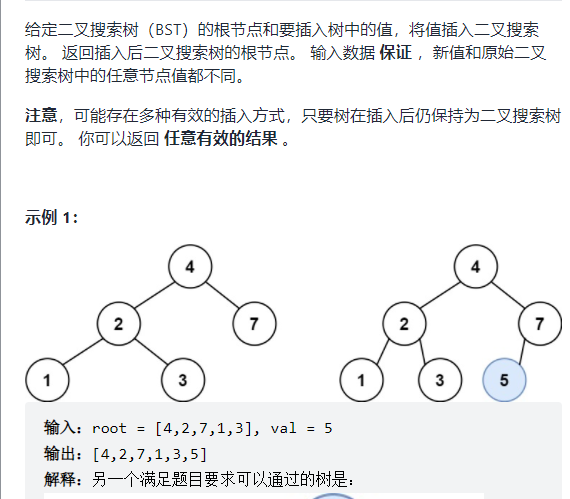 给定二叉搜索树（BST）的根节点和要插入树中的值，将值插入二叉搜索
树。 返回插入后二叉搜索树的根节点。 输入数据 保证 ，新值和原始二叉
搜索树中的任意节点值都不同。
注意，可能存在多种有效的插入方式，只要树在插入后仍保持为二叉搜索树
即可。 你可以返回 任意有效的结果 。
示例 1：
4 4
2 7 2 7
1 3 1 3 5
输入：root = [4,2,7,1,3], val = 5
输出：[4,2,7,1,3,5]
解释：另一个满足题目要求可以通过的树是：